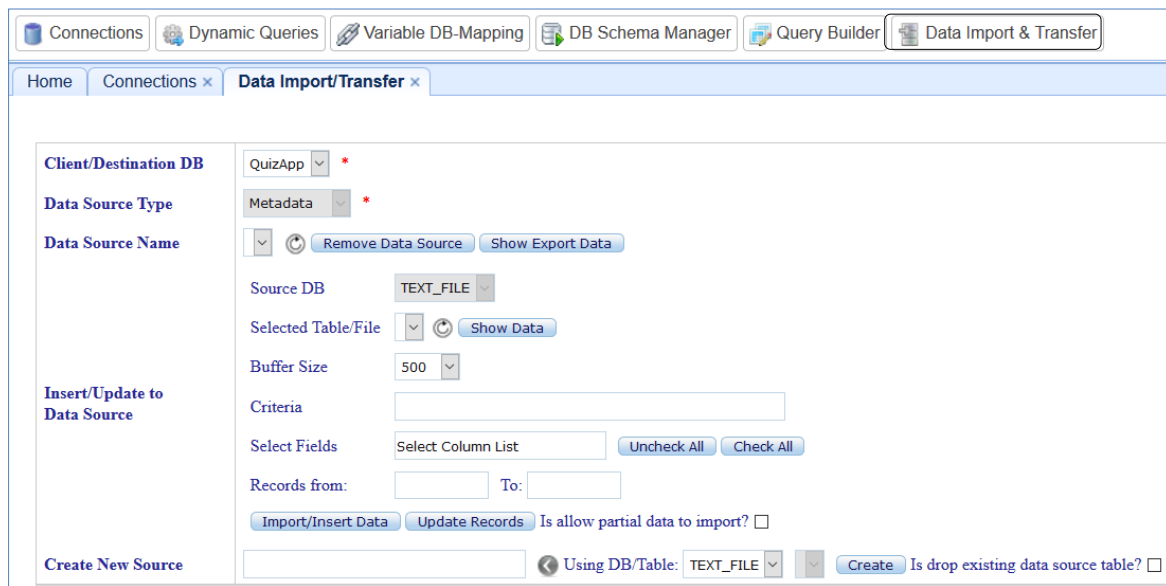 Connections Dynamic Queries Variable DB-Mapping DB Schema Manager Query Builder Data Import & Transfer
Home Connections × Data Import/Transfer ×
Client/Destination DB QuizApp *
Data Source Type Metadata *
Data Source Name Remove Data Source Show Export Data
Source DB TEXT_FILE
Selected Table/File Show Data
Buffer Size 500
Insert/Update to
Data Source
Criteria
Select Fields Select Column List Uncheck All Check All
Records from: To:
Import/Insert Data Update Records Is allow partial data to import?
Create New Source Using DB/Table: TEXT_FILE Create Is drop existing data source table?